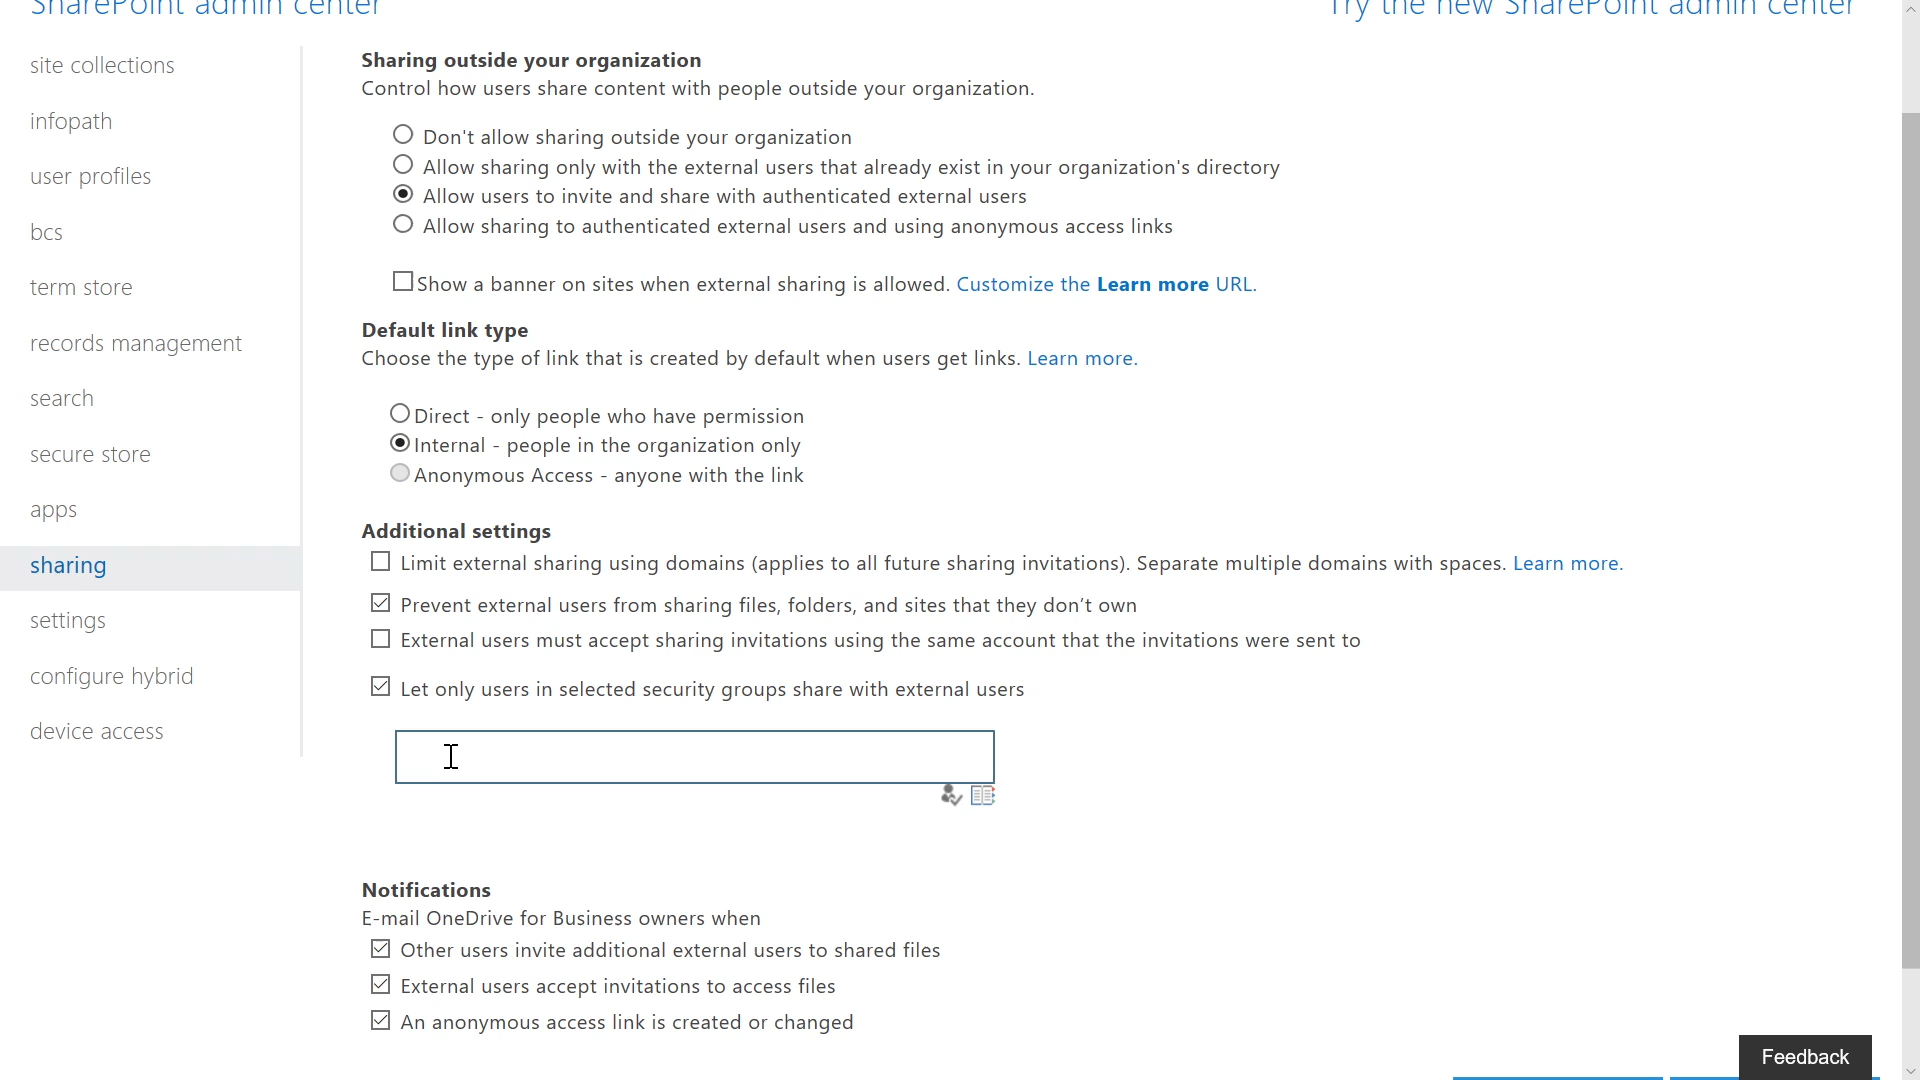 SharePoint admin center
Try the new SharePoint admin center
site collections
infopath
user profiles
bcs
term store
records management
search
secure store
apps
sharing
settings
configure hybrid
device access
Sharing outside your organization
Control how users share content with people outside your organization.
Don't allow sharing outside your organization
Allow sharing only with the external users that already exist in your organization's directory
Allow users to invite and share with authenticated external users
Allow sharing to authenticated external users and using anonymous access links
Show a banner on sites when external sharing is allowed. Customize the Learn more URL.
Default link type
Choose the type of link that is created by default when users get links. Learn more.
Direct - only people who have permission
Internal - people in the organization only
Anonymous Access - anyone with the link
Additional settings
Limit external sharing using domains (applies to all future sharing invitations). Separate multiple domains with spaces. Learn more.
Prevent external users from sharing files, folders, and sites that they don’t own
External users must accept sharing invitations using the same account that the invitations were sent to
Let only users in selected security groups share with external users
Notifications
E-mail OneDrive for Business owners when
Other users invite additional external users to shared files
External users accept invitations to access files
An anonymous access link is created or changed
Feedback